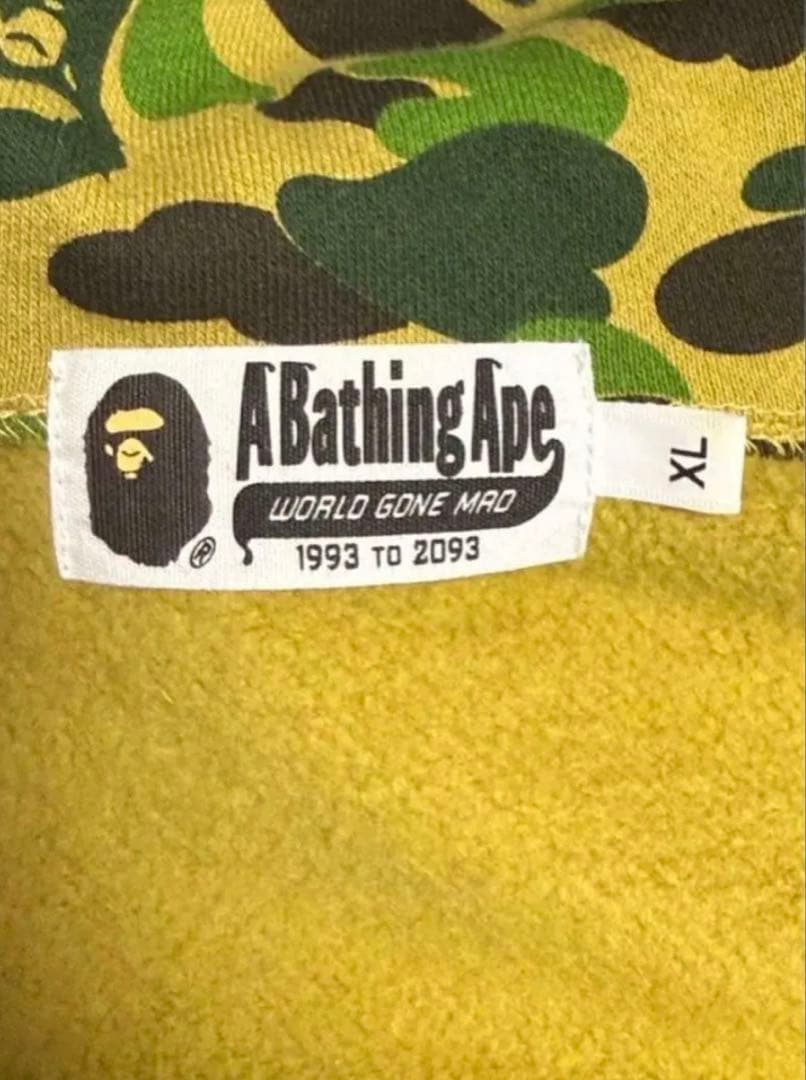 A Bathing Ape
WORLD GONE MAD
1993 TO 2093
®
XL